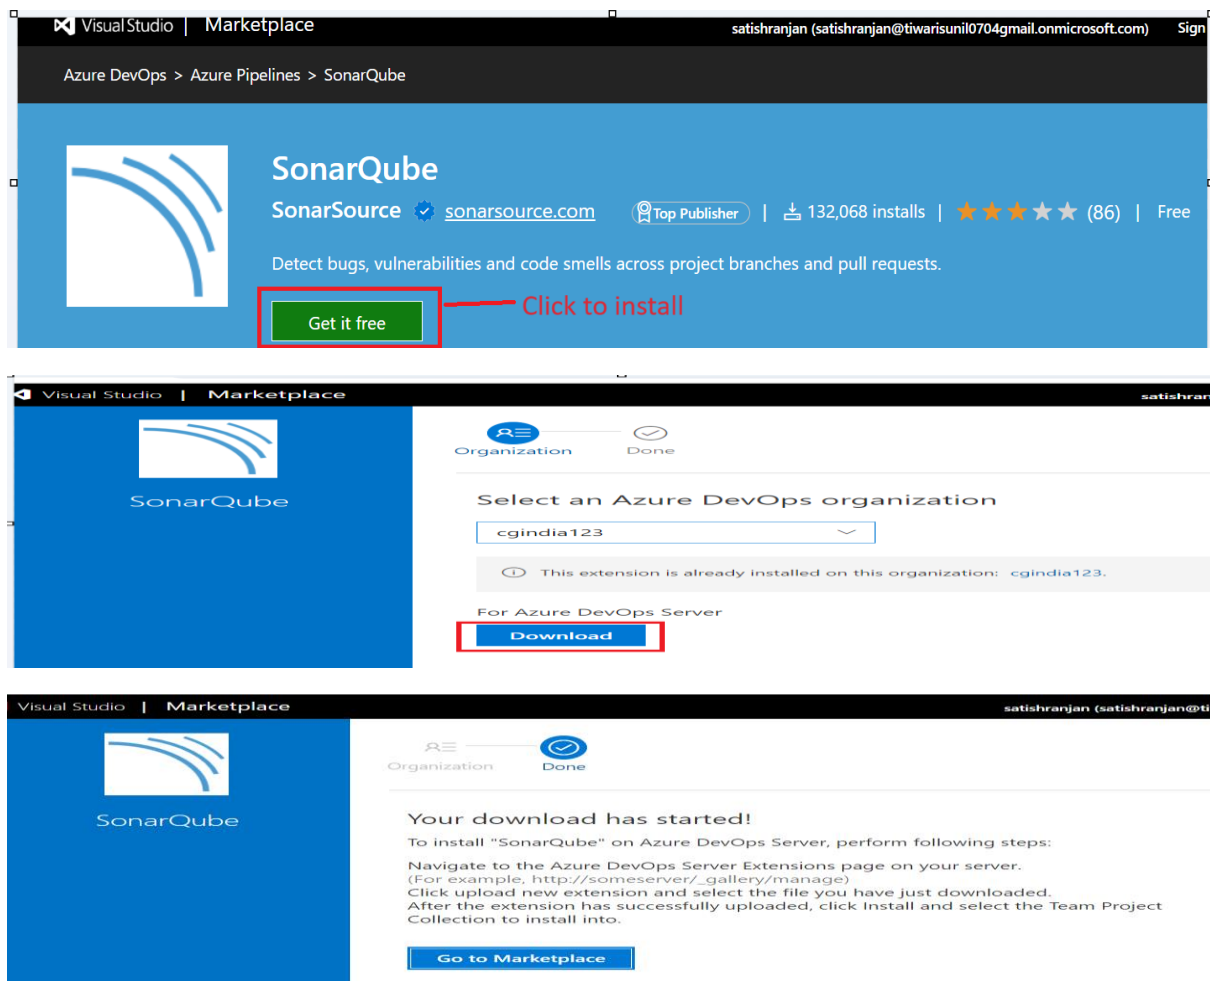 Visual Studio | Marketplace
satishranjan (satishranjan@tiwarisunil0704gmail.onmicrosoft.com) Sign
Azure DevOps > Azure Pipelines > SonarQube
SonarQube
SonarSource sonarsource.com Top Publisher | 132,068 installs | (86) | Free
Detect bugs, vulnerabilities and code smells across project branches and pull requests.
Get it free
Click to install
Visual Studio | Marketplace
satishran
SonarQube
Organization Done
Select an Azure DevOps organization
cgindia123
This extension is already installed on this organization: cgindia123.
For Azure DevOps Server
Download
Visual Studio | Marketplace
satishranjan (satishranjan@ti
SonarQube
Organization Done
Your download has started!
To install "SonarQube" on Azure DevOps Server, perform following steps:
Navigate to the Azure DevOps Server Extensions page on your server.
(For example, http://someserver/_gallery/manage)
Click upload new extension and select the file you have just downloaded.
After the extension has successfully uploaded, click Install and select the Team Project
Collection to install into.
Go to Marketplace